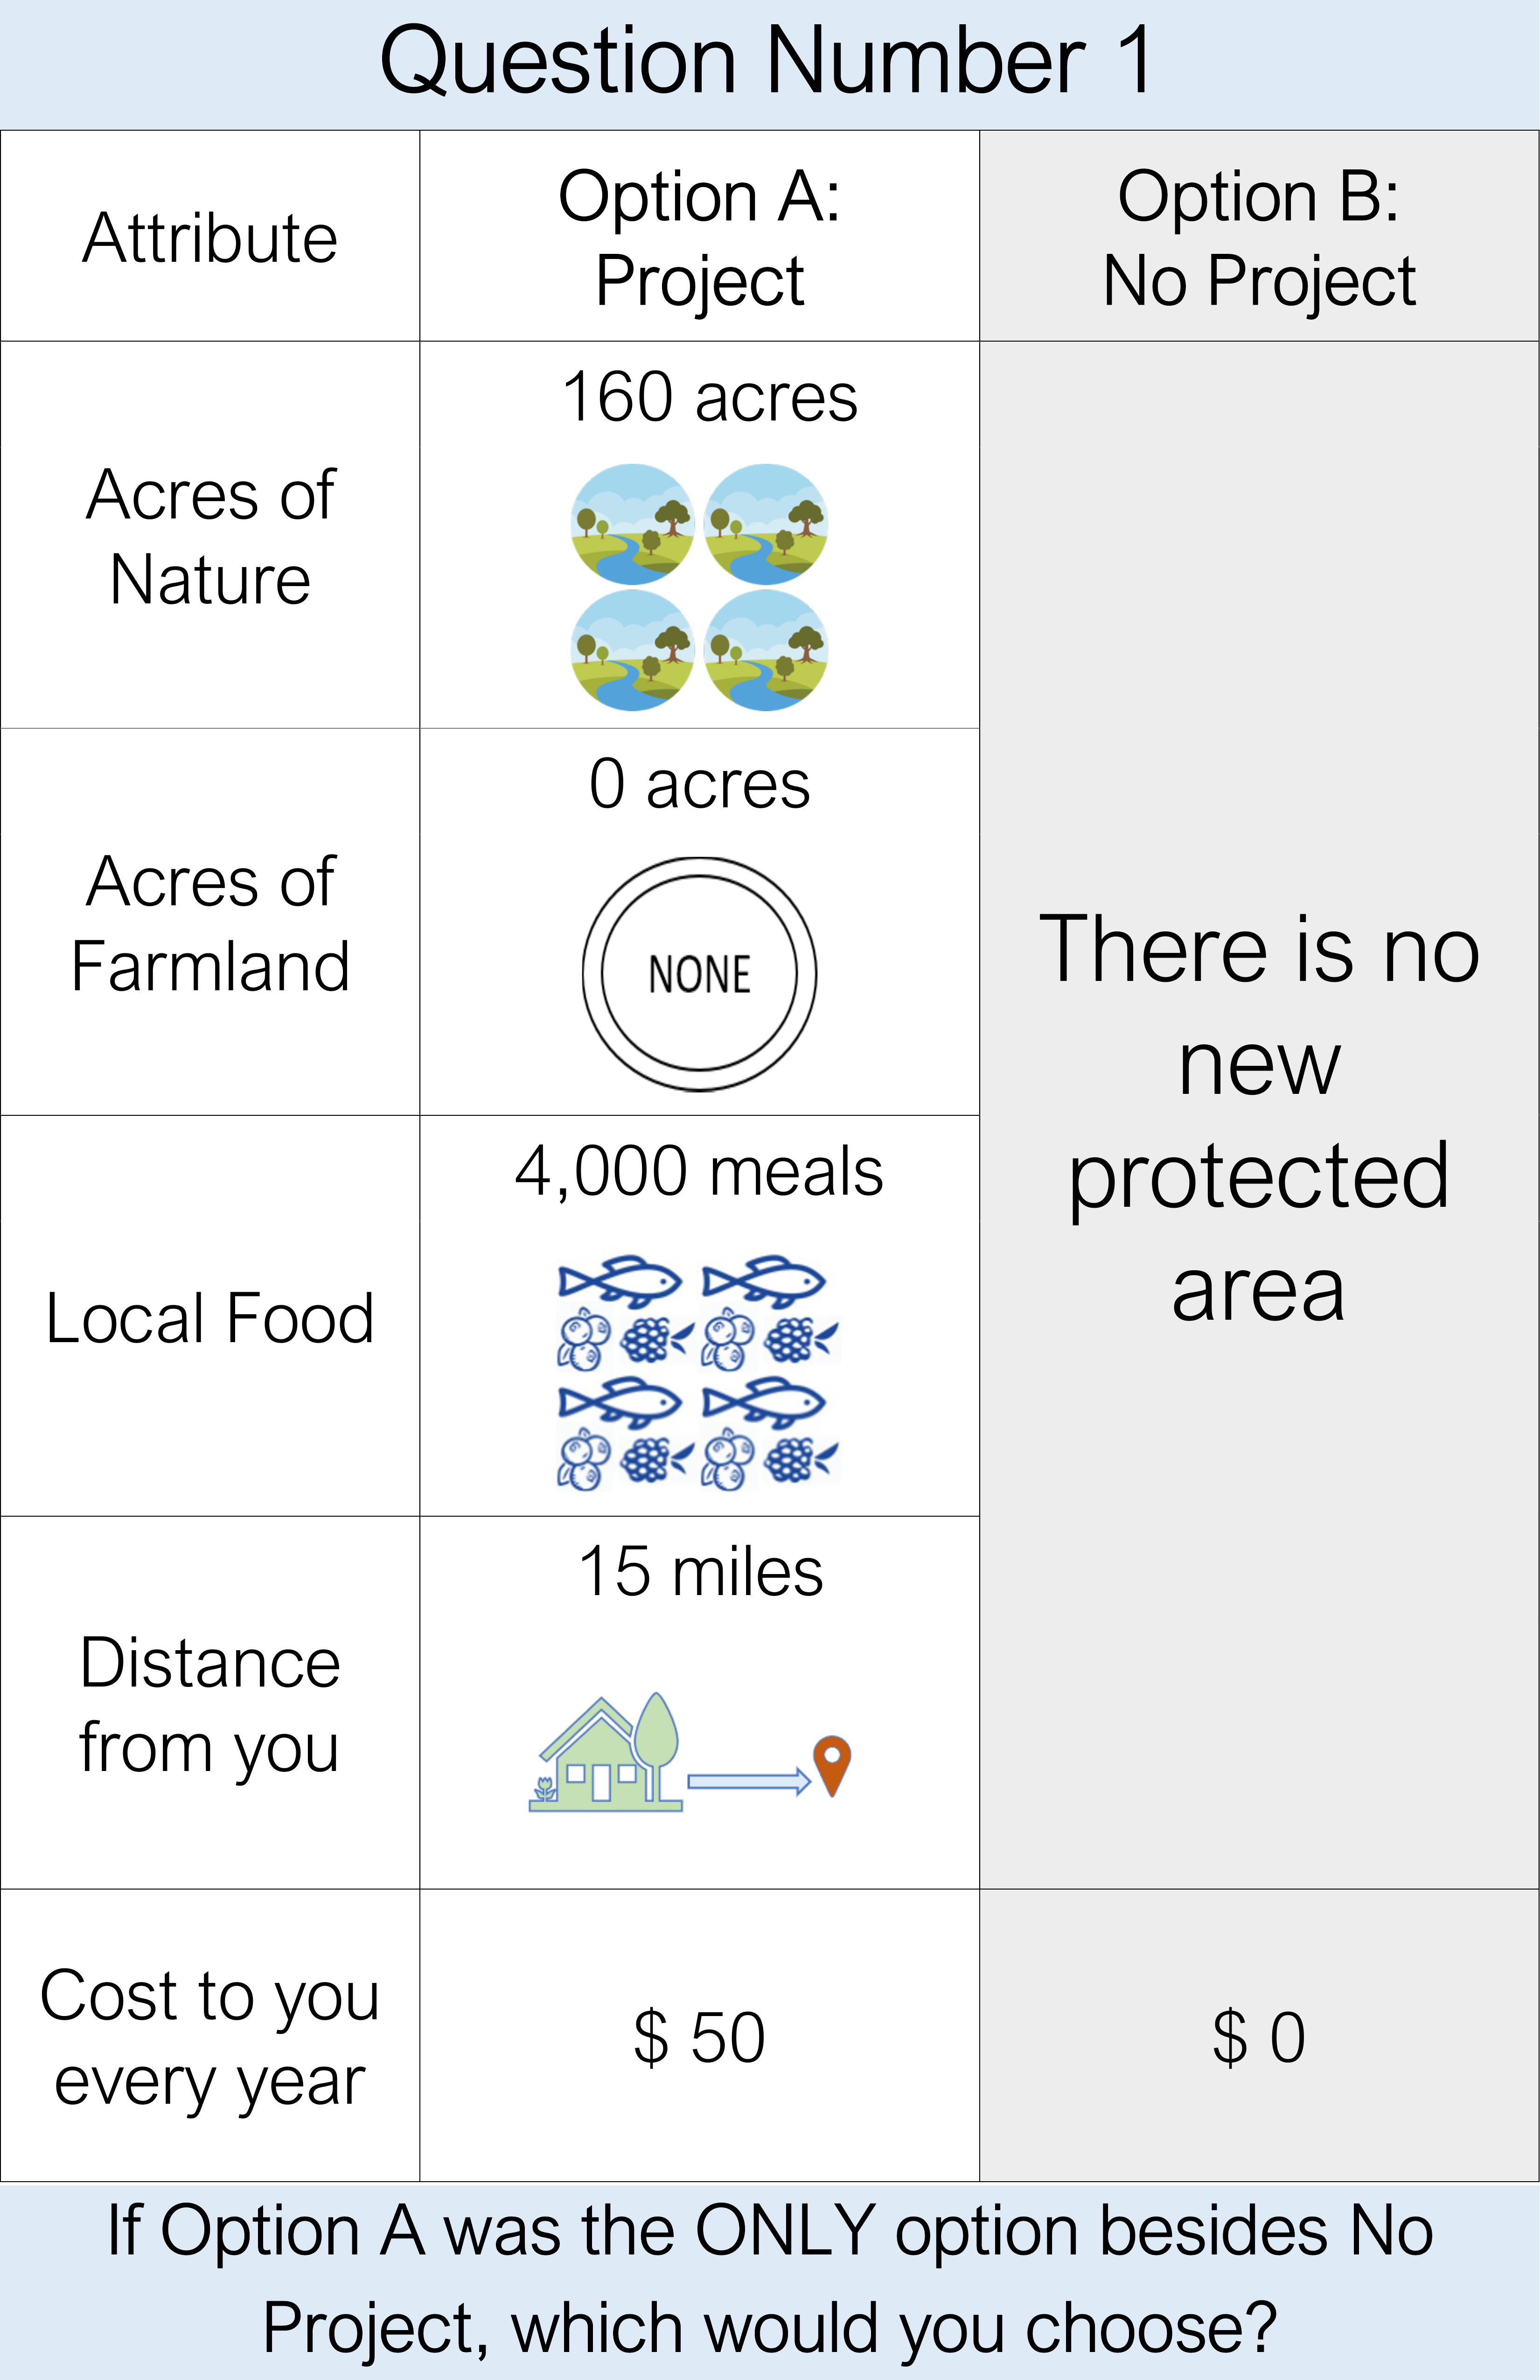 Question Number 1
Attribute
Option A:
Project
Option B:
No Project
Acres of
Nature
160 acres
Acres of
Farmland
0 acres
NONE
Local Food
4,000 meals
Distance
from you
15 miles
There is no
new
protected
area
Cost to you
every year
$ 50
$ 0
If Option A was the ONLY option besides No
Project, which would you choose?